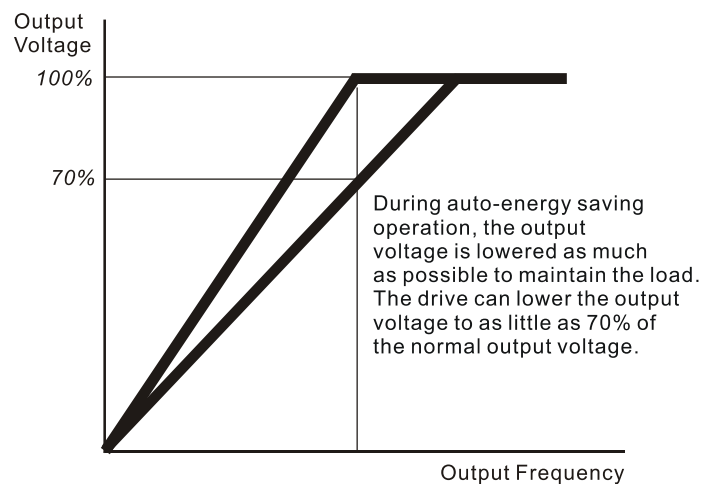 Output
Voltage
100%
70%
During auto-energy saving
operation, the output
voltage is lowered as much
as possible to maintain the load.
The drive can lower the output
voltage to as little as 70% of
the normal output voltage.
Output Frequency